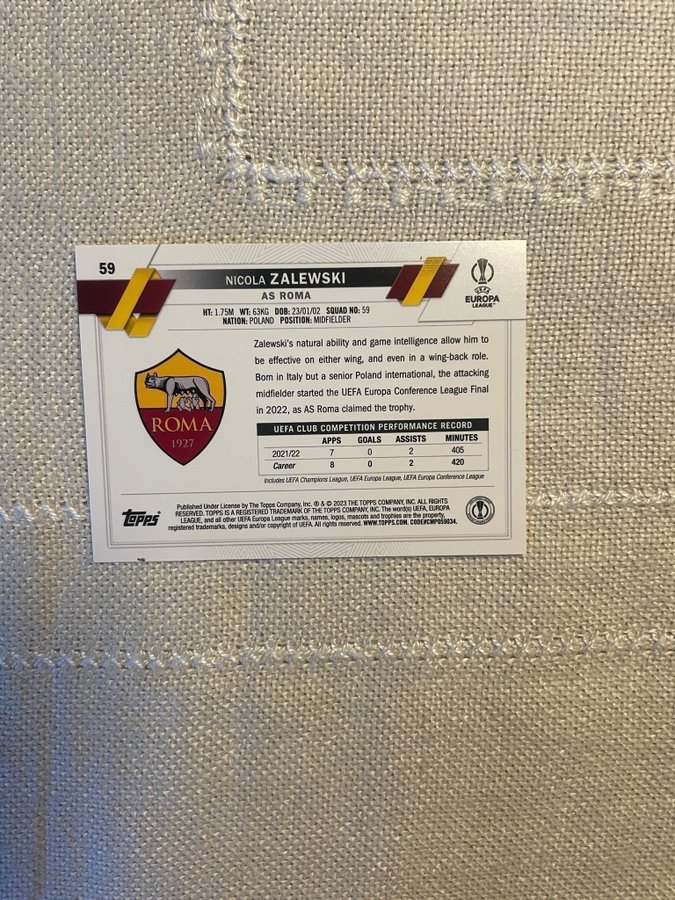 59
NICOLA ZALEWSKI
AS ROMA
HT: 1.75M WT: 63KG DOB: 23/01/02 SQUAD NO: 59
NATION: POLAND POSITION: MIDFIELDER
UEFA
EUROPA
LEAGUE™
Zalewski's natural ability and game intelligence allow him to
be effective on either wing, and even in a wing-back role.
Born in Italy but a senior Poland international, the attacking
midfielder started the UEFA Europa Conference League Final
in 2022, as AS Roma claimed the trophy.
ROMA
1927
UEFA CLUB COMPETITION PERFORMANCE RECORD
APPS GOALS ASSISTS MINUTES
2021/22 7 0 2 405
Career 8 0 2 420
Includes UEFA Champions League, UEFA Europa League, UEFA Europa Conference League
Topps
Published Under License by The Topps Company, Inc. ® & © 2023 THE TOPPS COMPANY, INC. ALL RIGHTS
RESERVED. TOPPS IS A REGISTERED TRADEMARK OF THE TOPPS COMPANY, INC. The word(s) UEFA, EUROPA
LEAGUE, and all other UEFA Europa League marks, names, logos, mascots and trophies are the property,
registered trademarks, designs and/or copyright of UEFA. All rights reserved. WWW.TOPPS.COM. CODE#CMP059834.